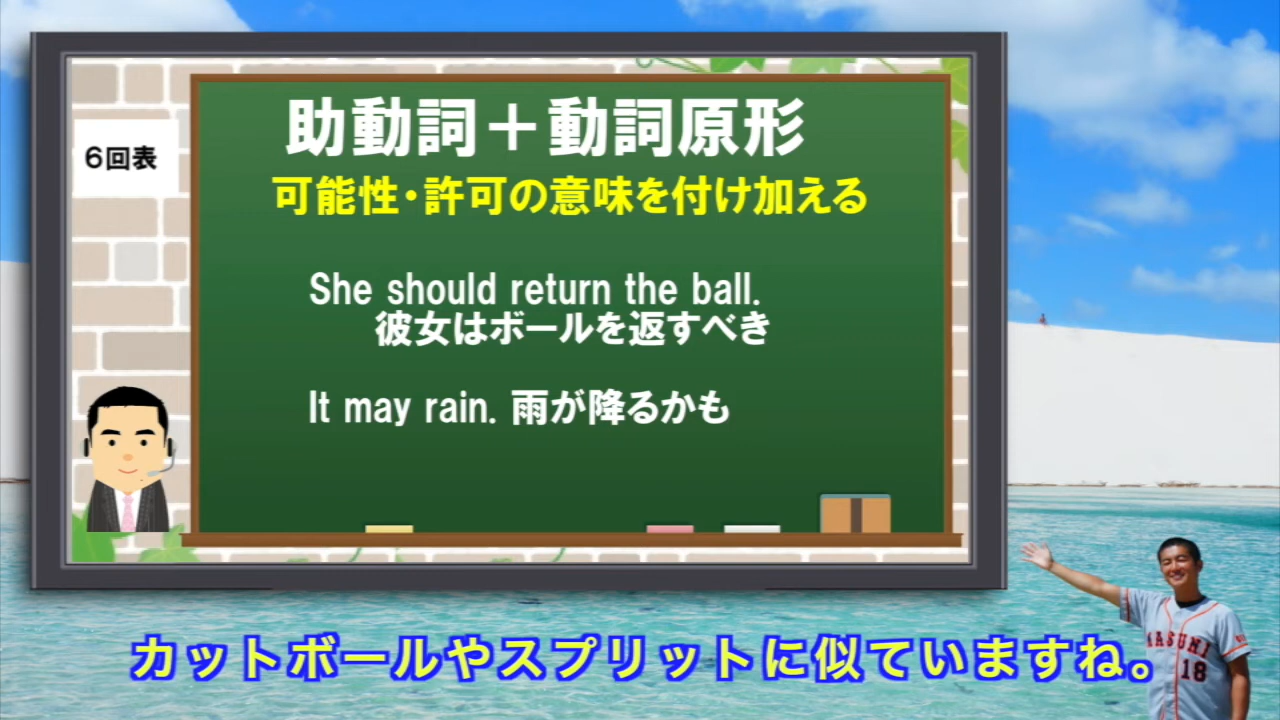 助動詞＋動詞原形
6回表
可能性・許可の意味を付け加える
She should return the ball.
彼女はボールを返すべき
It may rain. 雨が降るかも
カットボールやスプリットに似ていますね。
18